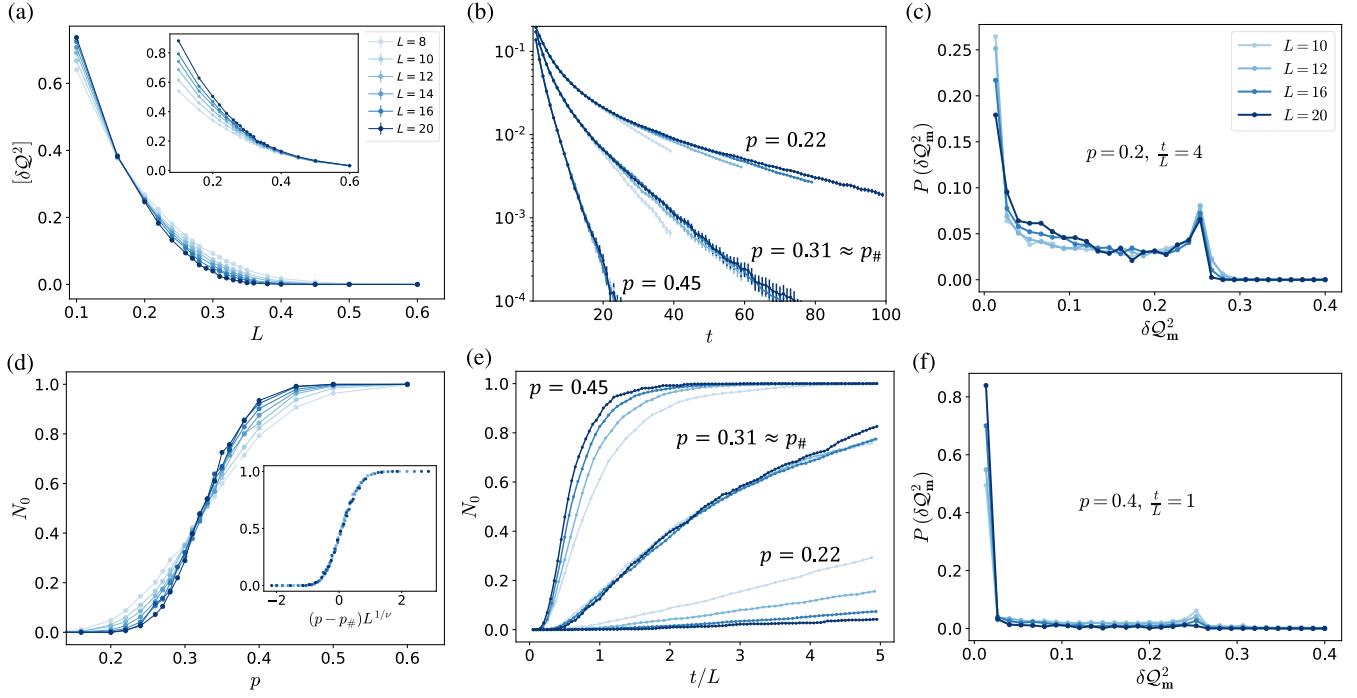 (a)
[δQ²]
0.6
0.4
0.2
0.0
0.1 0.2 0.3 0.4 0.5 0.6
L
0.8
0.6
0.4
0.2
0.0
0.2 0.4 0.6
L = 8
L = 10
L = 12
L = 14
L = 16
L = 20
(b)
10⁻¹
10⁻²
10⁻³
10⁻⁴
20 40 60 80 100
t
p = 0.22
p = 0.31 ≈ p#
p = 0.45
(c)
P (δQ²ₘ)
0.25
0.20
0.15
0.10
0.05
0.00
0.0 0.1 0.2 0.3 0.4
δQ²ₘ
p = 0.2, t/L = 4
L = 10
L = 12
L = 16
L = 20
(d)
N₀
1.0
0.8
0.6
0.4
0.2
0.0
0.2 0.3 0.4 0.5 0.6
p
1.0
0.5
0.0
−2 0 2
(p − p#)L^{1/ν}
(e)
N₀
1.0
0.8
0.6
0.4
0.2
0.0
0 1 2 3 4 5
t/L
p = 0.45
p = 0.31 ≈ p#
p = 0.22
(f)
P (δQ²ₘ)
0.8
0.6
0.4
0.2
0.0
0.0 0.1 0.2 0.3 0.4
δQ²ₘ
p = 0.4, t/L = 1